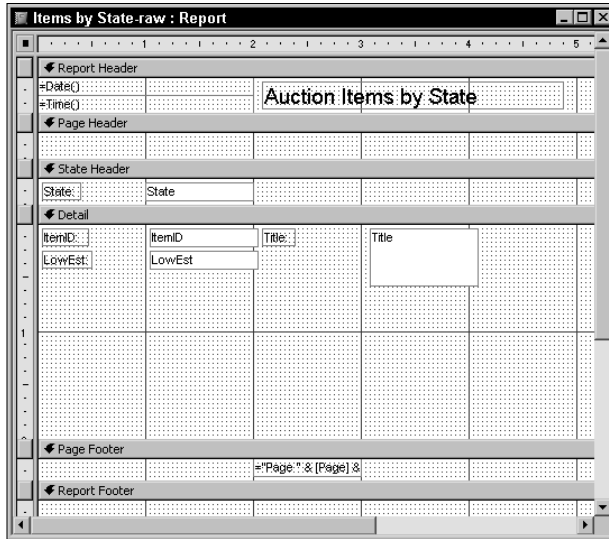 Items by State-raw : Report
1 2 3 4 5
Report Header
=Date()
=Time()
Auction Items by State
Page Header
State Header
State: State
Detail
ItemID: ItemID Title: Title
LowEst: LowEst
1
Page Footer
="Page " & [Page] &
Report Footer